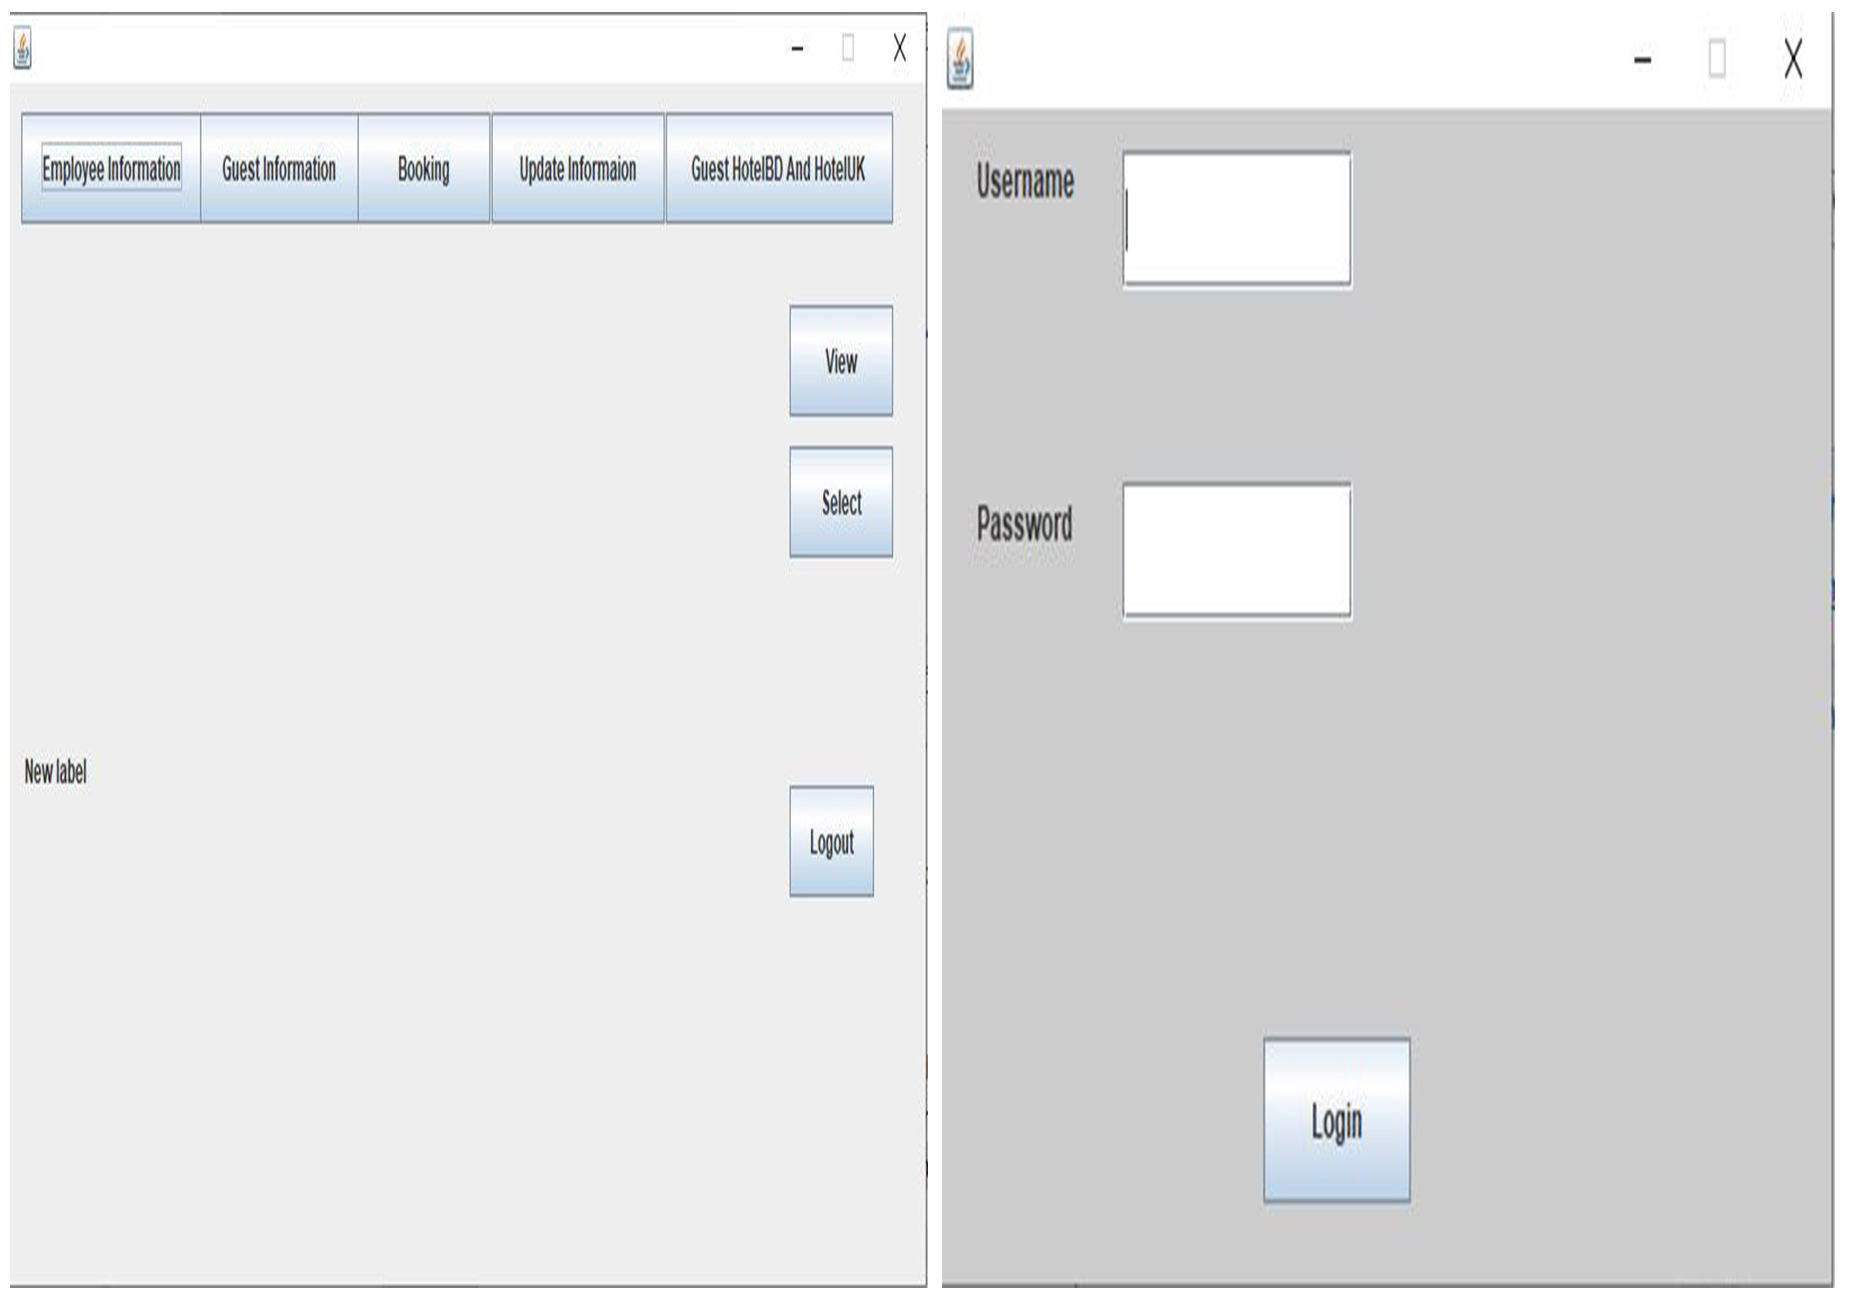 Employee Information Guest Information Booking Update Informaion Guest HotelBD And HotelUK
View
Select
New label
Logout
Username
Password
Login